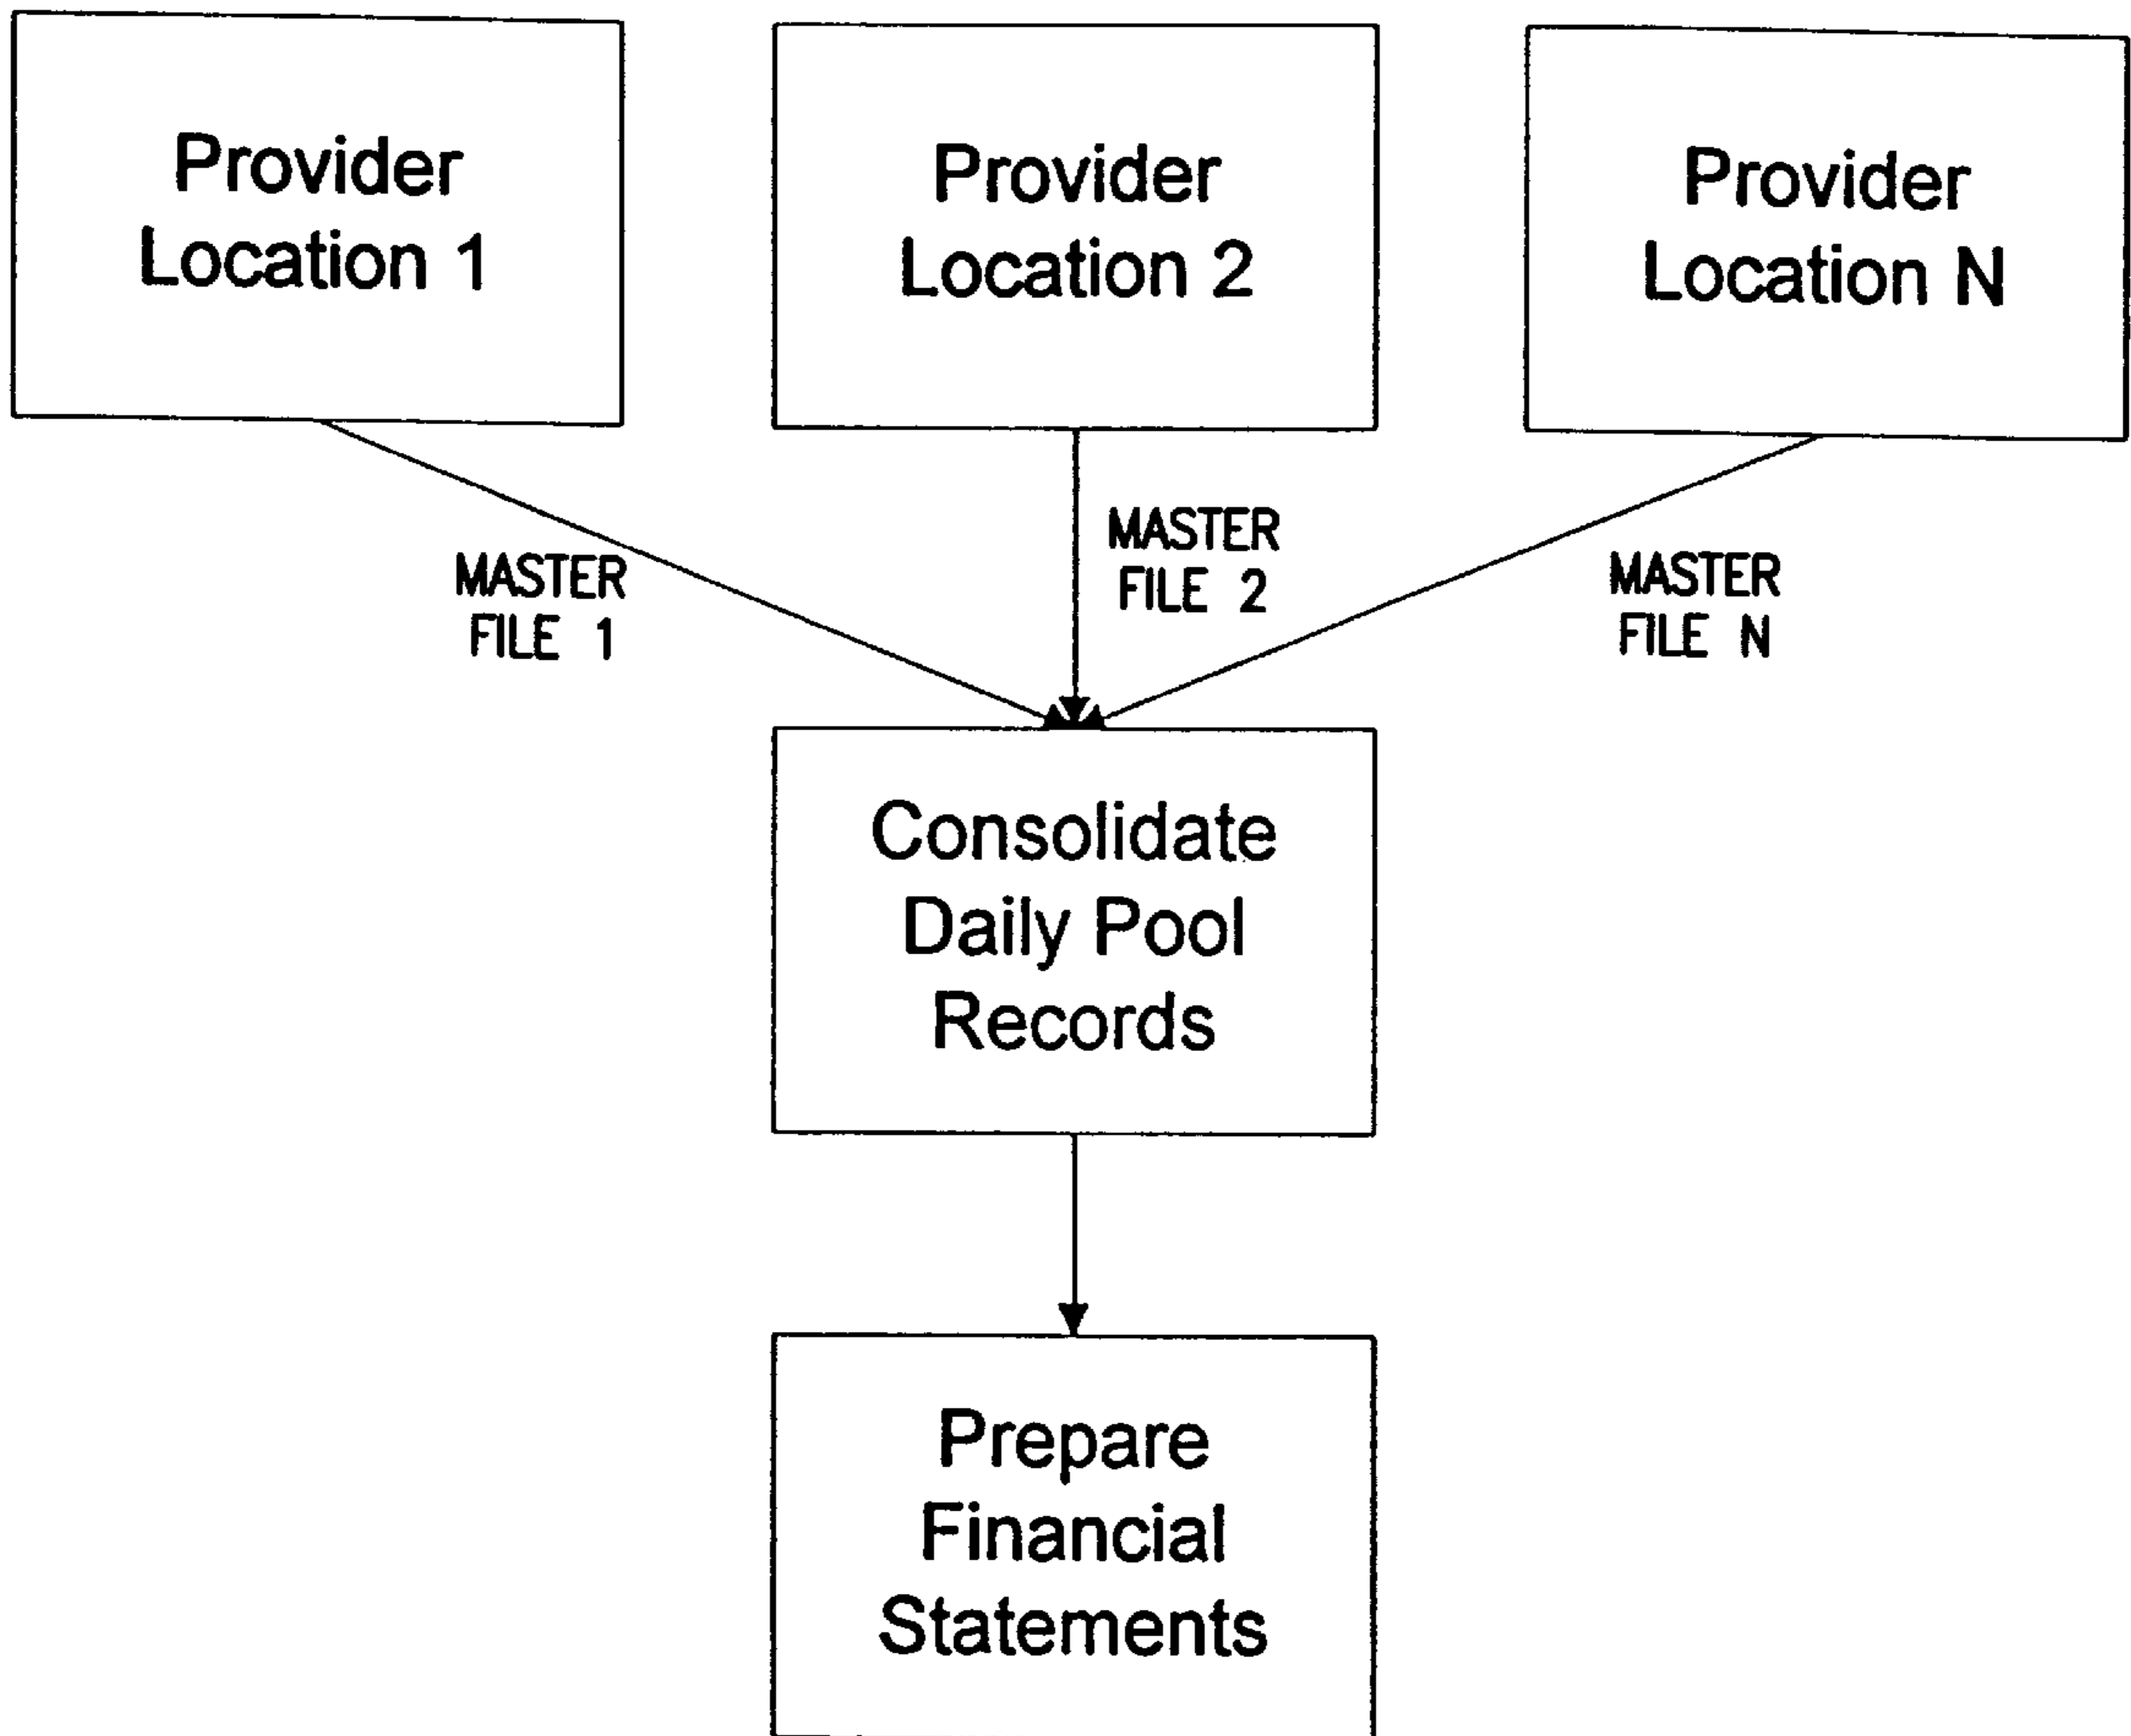 Provider
Location 1
Provider
Location 2
Provider
Location N
MASTER
FILE 1
MASTER
FILE 2
MASTER
FILE N
Consolidate
Daily Pool
Records
Prepare
Financial
Statements